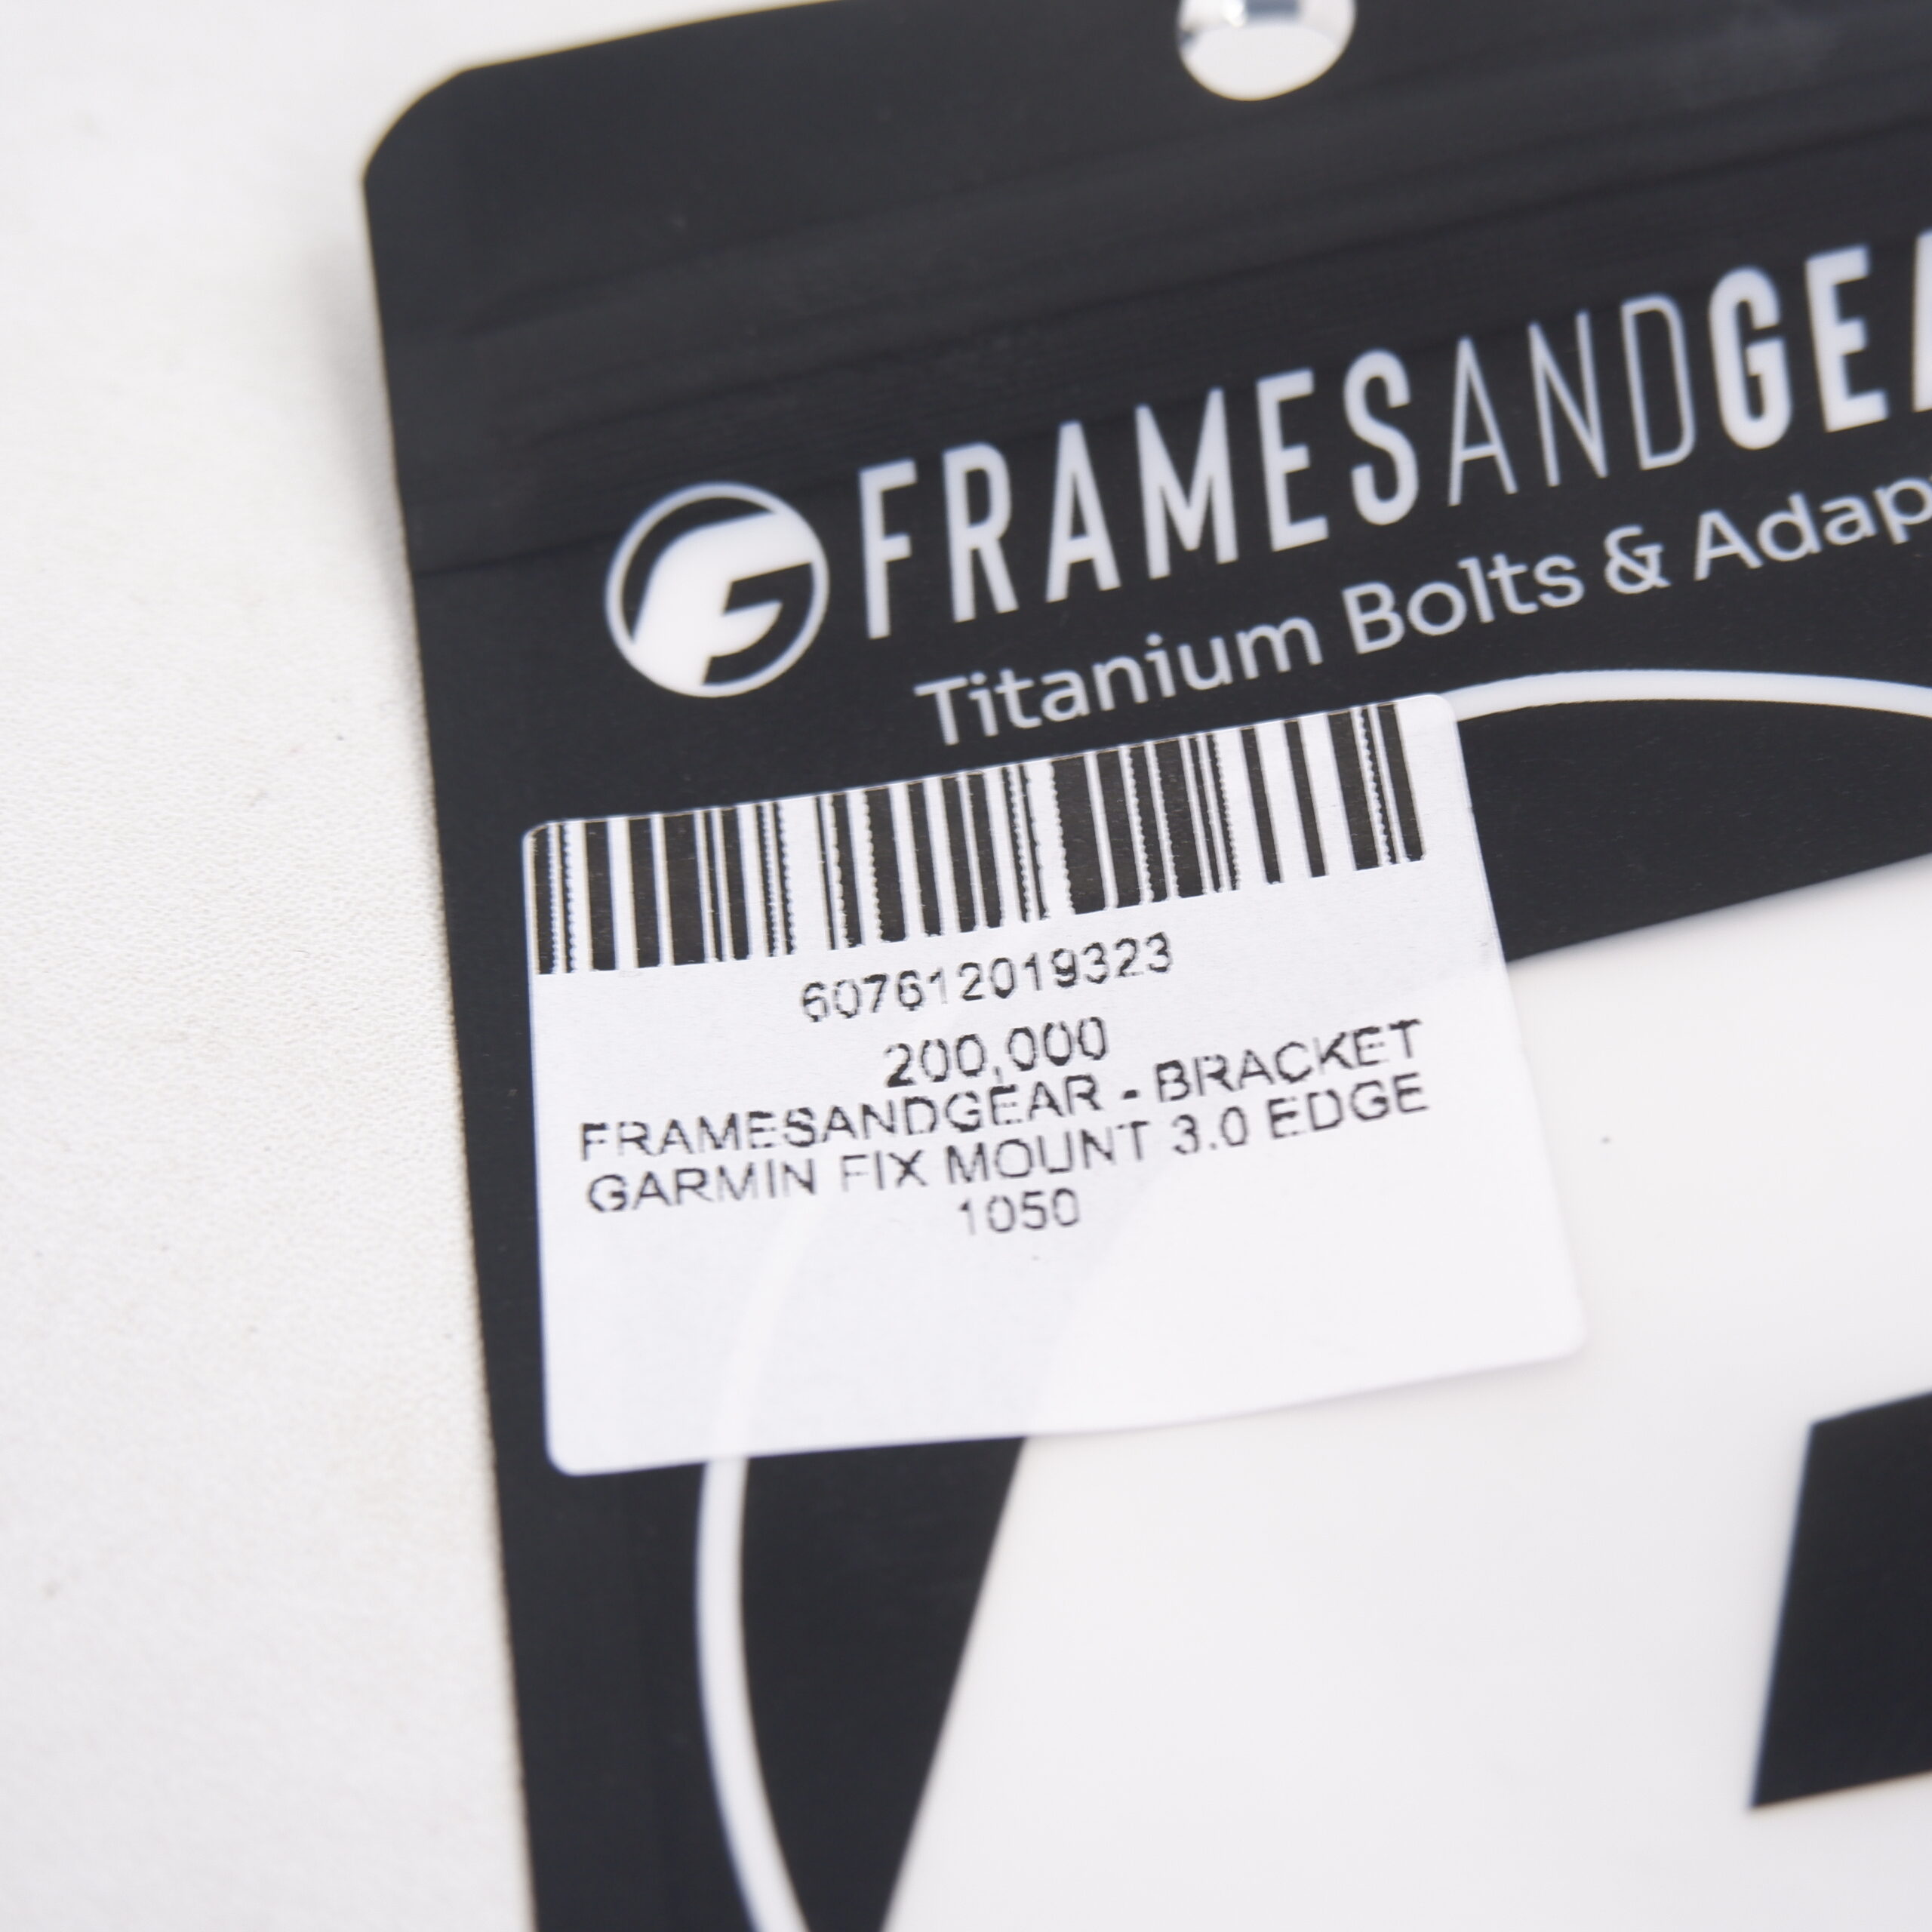 FRAMESANDGEA
Titanium Bolts & Adap
607612019323
200,000
FRAMESANDGEAR - BRACKET
GARMIN FIX MOUNT 3.0 EDGE
1050